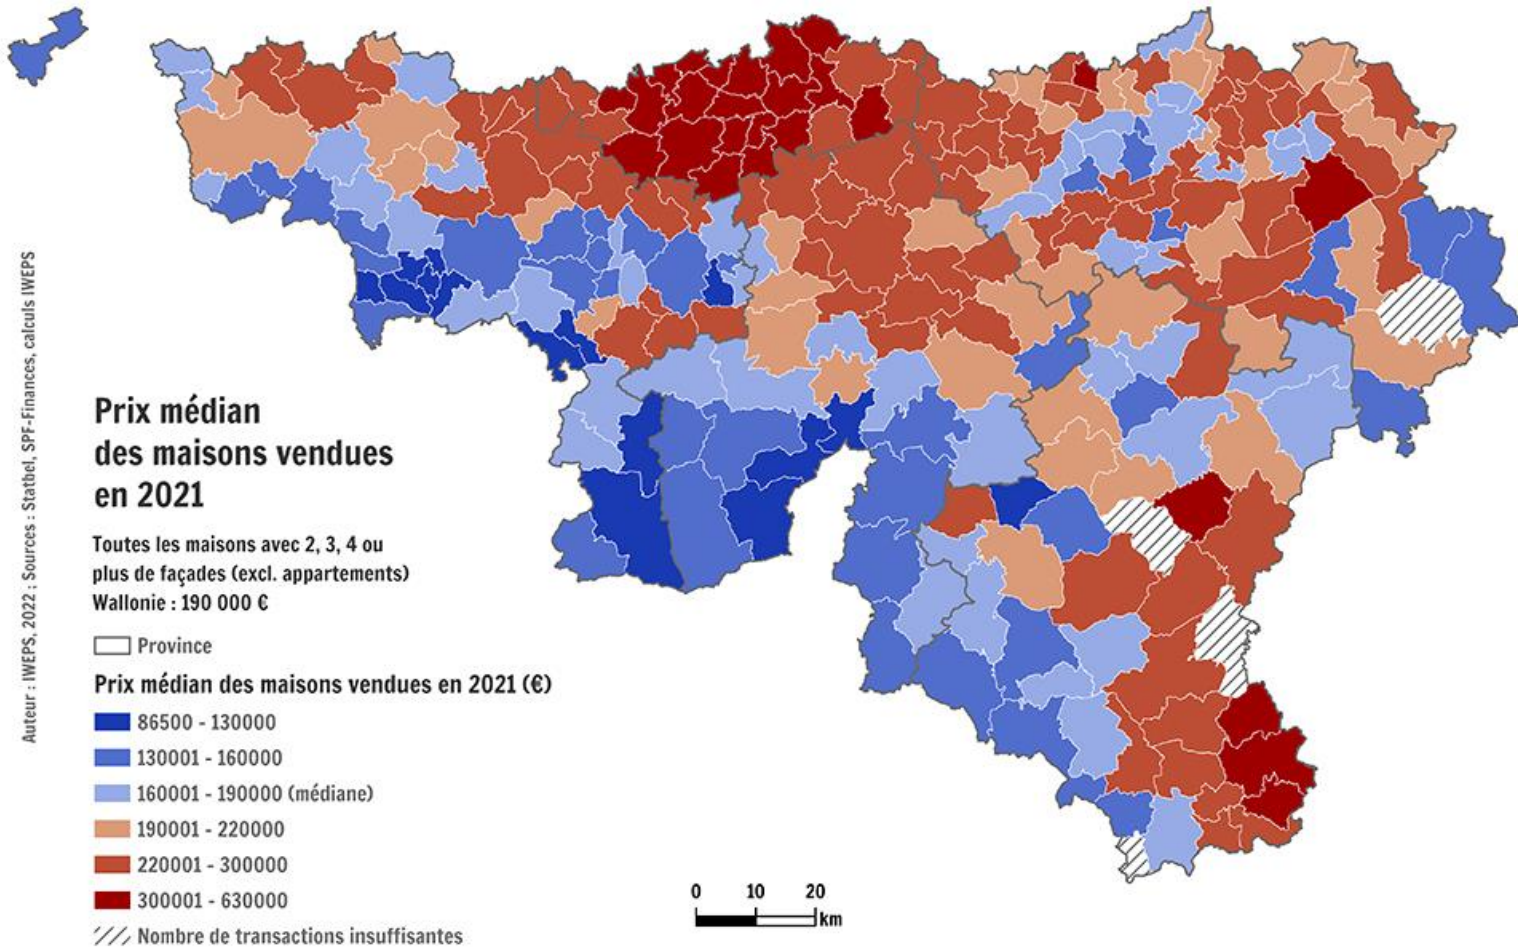 Auteur : IWEPS, 2022 ; Sources : Statbel, SPF-Finances, calculs IWEPS
Prix médian
des maisons vendues
en 2021
Toutes les maisons avec 2, 3, 4 ou
plus de façades (excl. appartements)
Wallonie : 190 000 €
Province
Prix médian des maisons vendues en 2021 (€)
86500 - 130000
130001 - 160000
160001 - 190000 (médiane)
190001 - 220000
220001 - 300000
300001 - 630000
Nombre de transactions insuffisantes
0 10 20
km